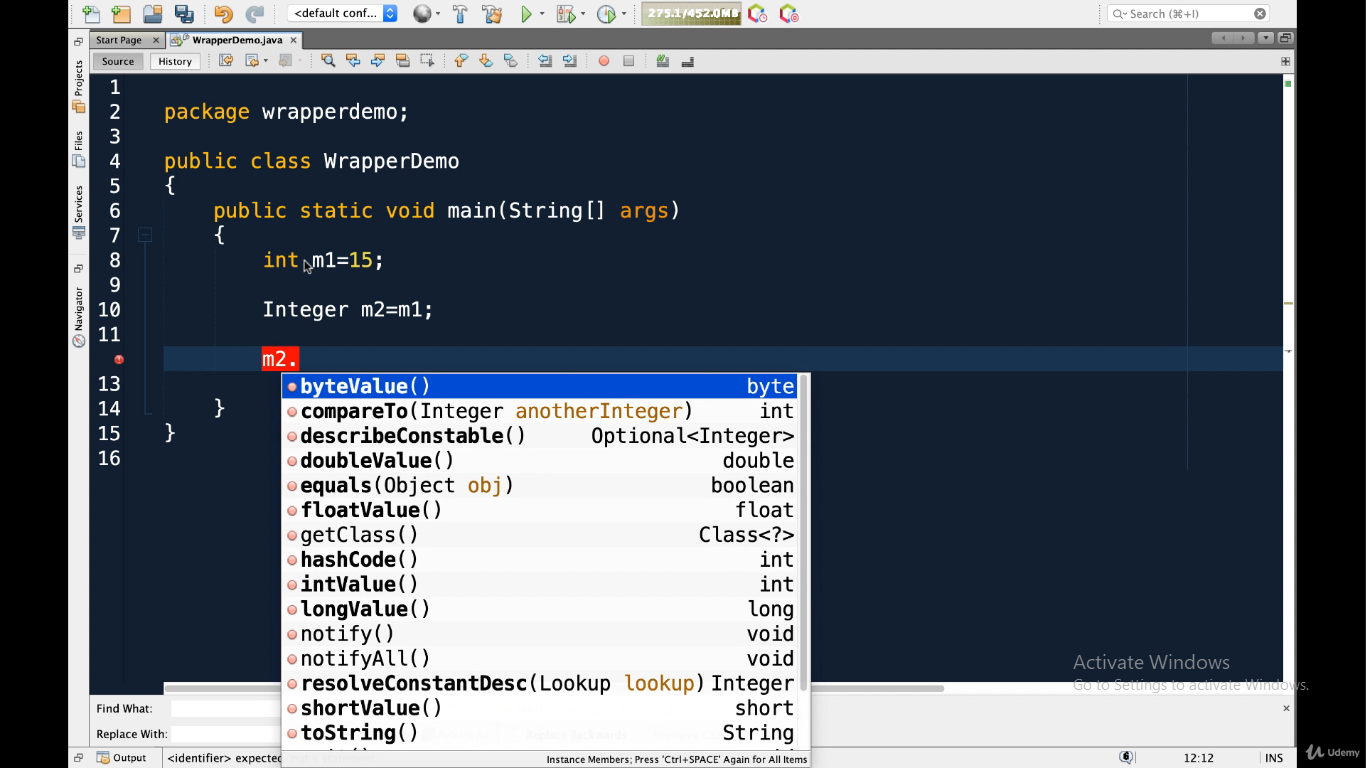 <default conf...
275.1/452.0MB
Search (⌘+I)
Start Page
WrapperDemo.java
Source
History
Projects
Files
Services
Navigator
1
2 package wrapperdemo;
3
4 public class WrapperDemo
5 {
6 public static void main(String[] args)
7 {
8 int m1=15;
9
10 Integer m2=m1;
11
m2.
13
14 }
15 }
16
byteValue() byte
compareTo(Integer anotherInteger) int
describeConstable() Optional<Integer>
doubleValue() double
equals(Object obj) boolean
floatValue() float
getClass() Class<?>
hashCode() int
intValue() int
longValue() long
notify() void
notifyAll() void
resolveConstantDesc(Lookup lookup) Integer
shortValue() short
toString() String
Instance Members; Press 'Ctrl+SPACE' Again for All Items
Activate Windows
Go to Settings to activate Windows.
Find What:
Replace With:
Output
<identifier> expected
6
12:12
INS
Udemy